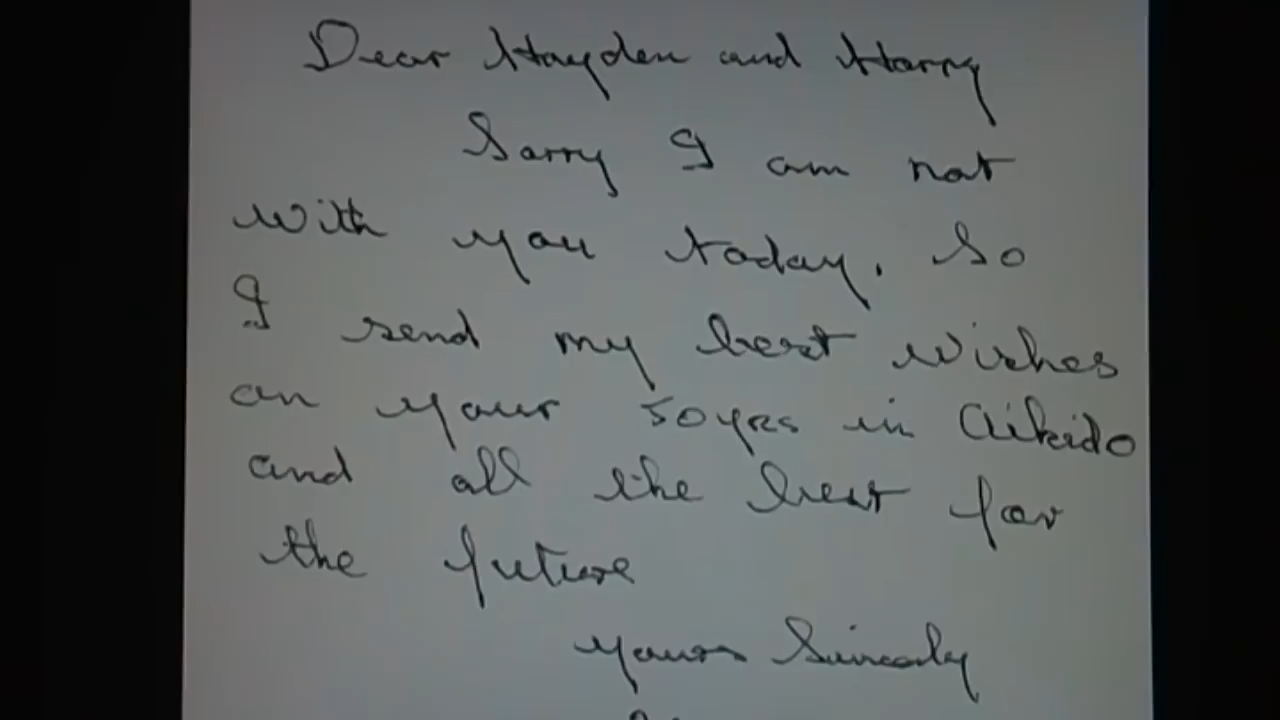 Dear Hayden and Harry
Sorry I am not
with you today. So
I send my best wishes
on your 50yrs in Aikido
and all the best for
the future
yours Sincerly